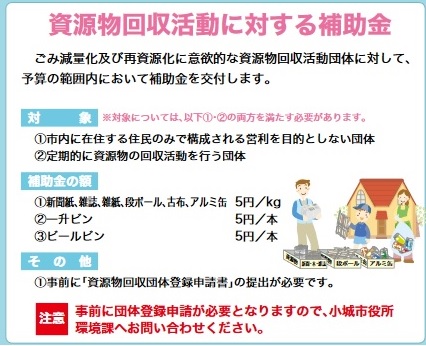 資源物回収活動に対する補助金
ごみ減量化及び再資源化に意欲的な資源物回収活動団体に対して、
予算の範囲内において補助金を交付します。
対象 ※対象については、以下①・②の両方を満たす必要があります。
①市内に在住する住民のみで構成される営利を目的としない団体
②定期的に資源物の回収活動を行う団体
補助金の額
①新聞紙、雑誌、雑紙、段ボール、古布、アルミ缶 5円／kg
②一升ビン 5円／本
③ビールビン 5円／本
段ボール アルミ缶
その他
①事前に「資源物回収団体登録申請書」の提出が必要です。
注意 事前に団体登録申請が必要となりますので、小城市役所
環境課へお問い合わせください。